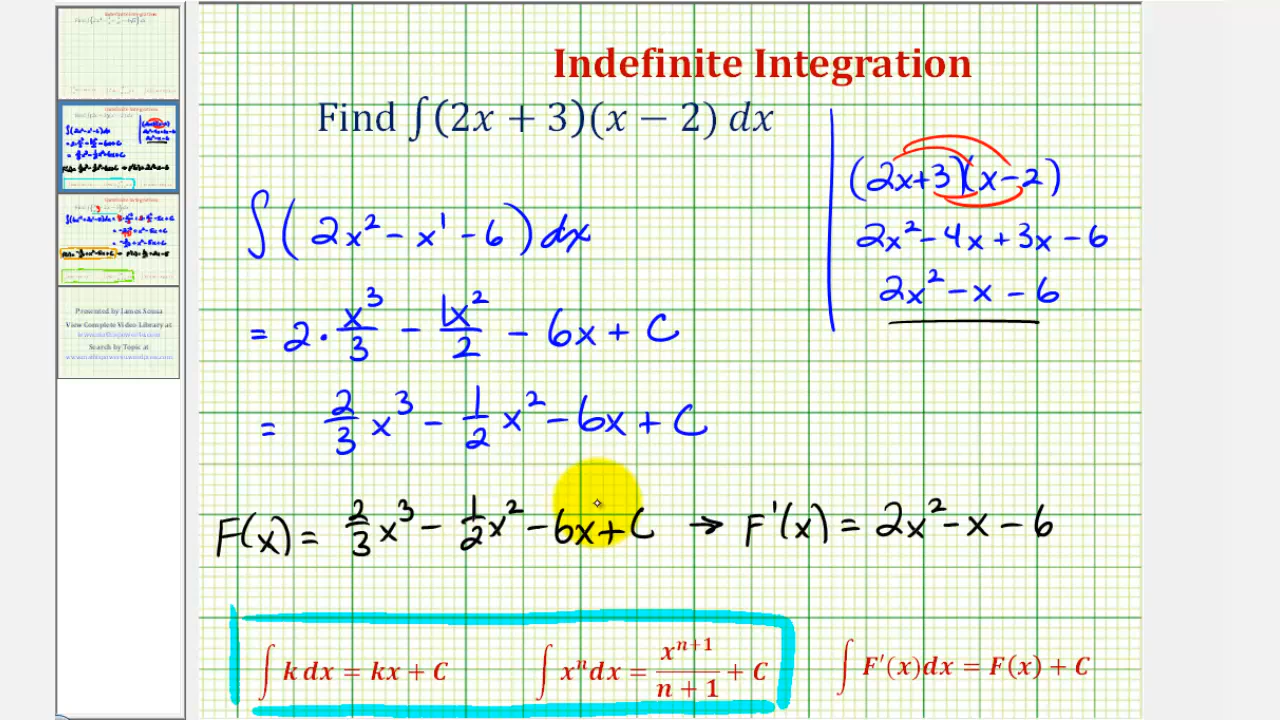 Indefinite Integration
Find ∫(2x + 3)(x − 2) dx
(2x+3)(x−2)
∫(2x² − x¹ − 6)dx
2x² − 4x + 3x − 6
2x² − x − 6
= 2 · x³/3 − 1x²/2 − 6x + C
= 2/3 x³ − 1/2 x² − 6x + C
F(x) = 2/3 x³ − 1/2 x² − 6x + C → F'(x) = 2x² − x − 6
∫ k dx = kx + C
∫ xⁿ dx = xⁿ⁺¹/n + 1 + C
∫ F'(x)dx = F(x) + C
Presented by James Sousa
View Complete Video Library at
Search by Topic at